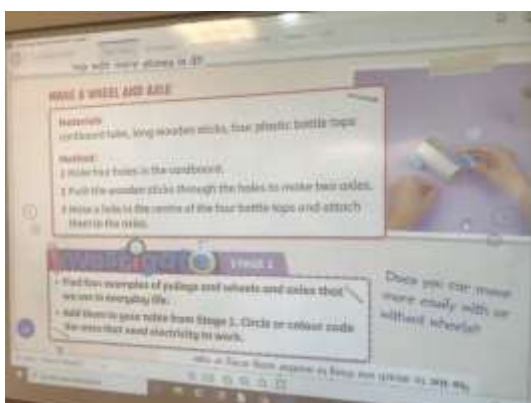 MAKE A WHEEL AND AXLE
Materials
cardboard tube, long wooden sticks, four plastic bottle tops
Method:
1 Make four holes in the cardboard.
2 Push the wooden sticks through the holes to make two axles.
3 Make a hole in the centre of the four bottle tops and attach
them to the axles.
STAGE 2
• Find four examples of pulleys and wheels and axles that
we use in everyday life.
• Add them to your notes from Stage 1. Circle or colour code
the ones that need electricity to work.
Does your car move
more easily with or
without wheels?